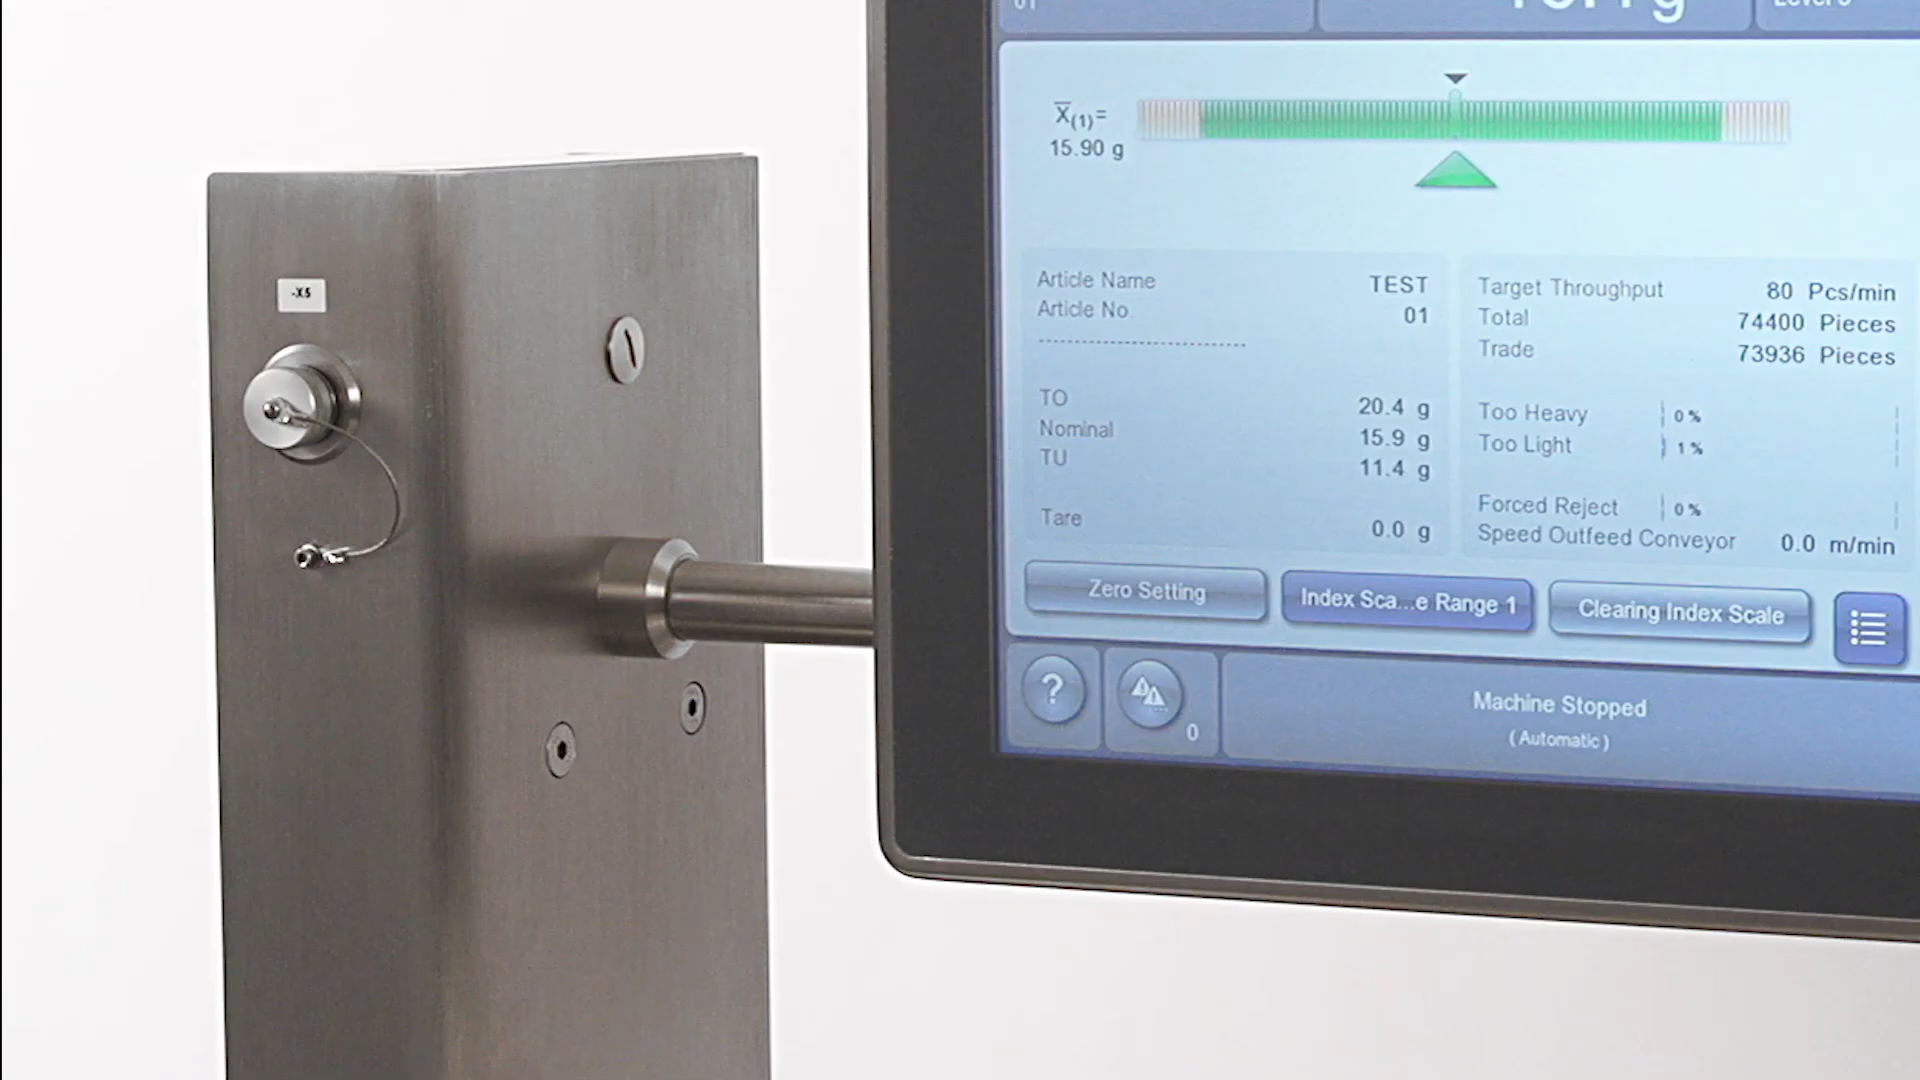 01
X(1)=
15.90 g
-X5
Article Name TEST
Article No 01
TO 20.4 g
Nominal 15.9 g
TU 11.4 g
Tare 0.0 g
Target Throughput 80 Pcs/min
Total 74400 Pieces
Trade 73936 Pieces
Too Heavy 0 %
Too Light 1 %
Forced Reject 0 %
Speed Outfeed Conveyor 0.0 m/min
Zero Setting
Index Sca...e Range 1
Clearing Index Scale
?
0
Machine Stopped
(Automatic)